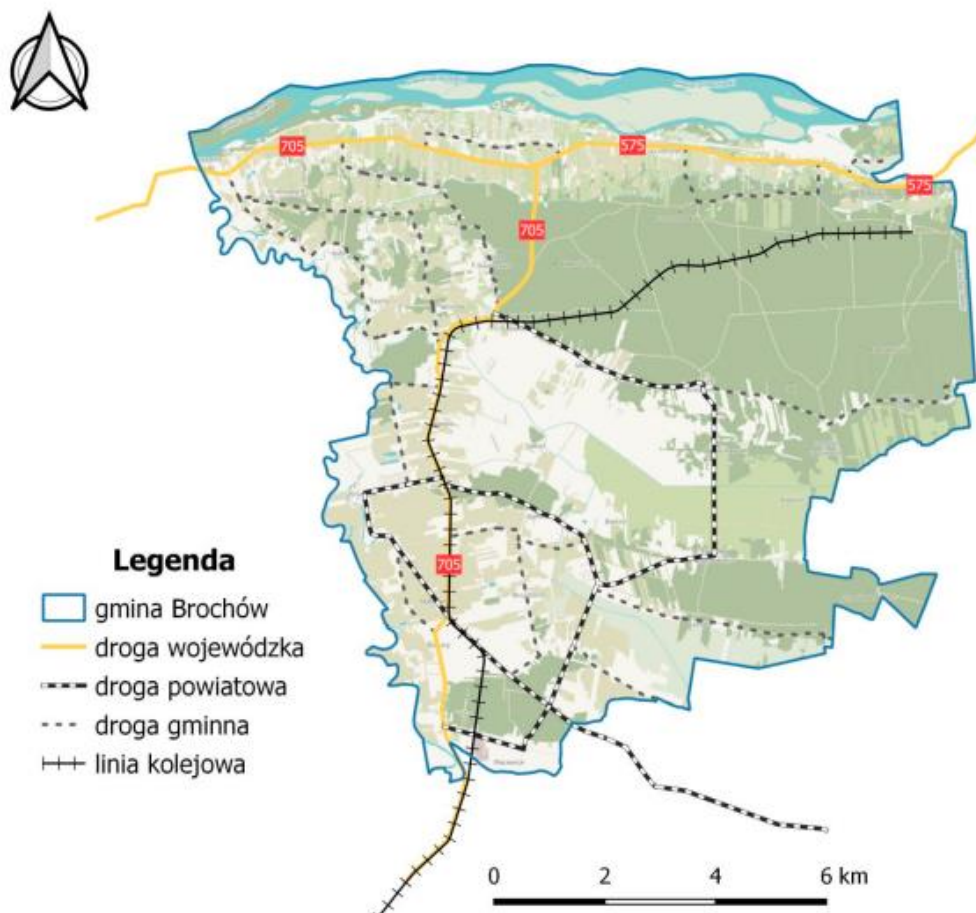 705
575
575
705
705
Legenda
gmina Brochów
droga wojewódzka
droga powiatowa
droga gminna
linia kolejowa
0 2 4 6 km